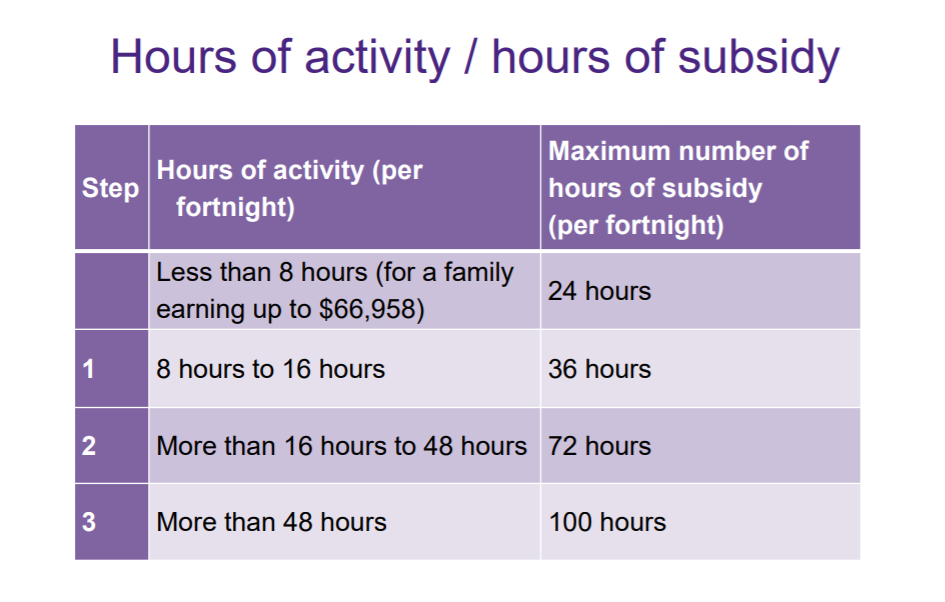 Hours of activity / hours of subsidy
Step
Hours of activity (per
fortnight)
Maximum number of
hours of subsidy
(per fortnight)
Less than 8 hours (for a family
earning up to $66,958)
24 hours
1
8 hours to 16 hours
36 hours
2
More than 16 hours to 48 hours
72 hours
3
More than 48 hours
100 hours